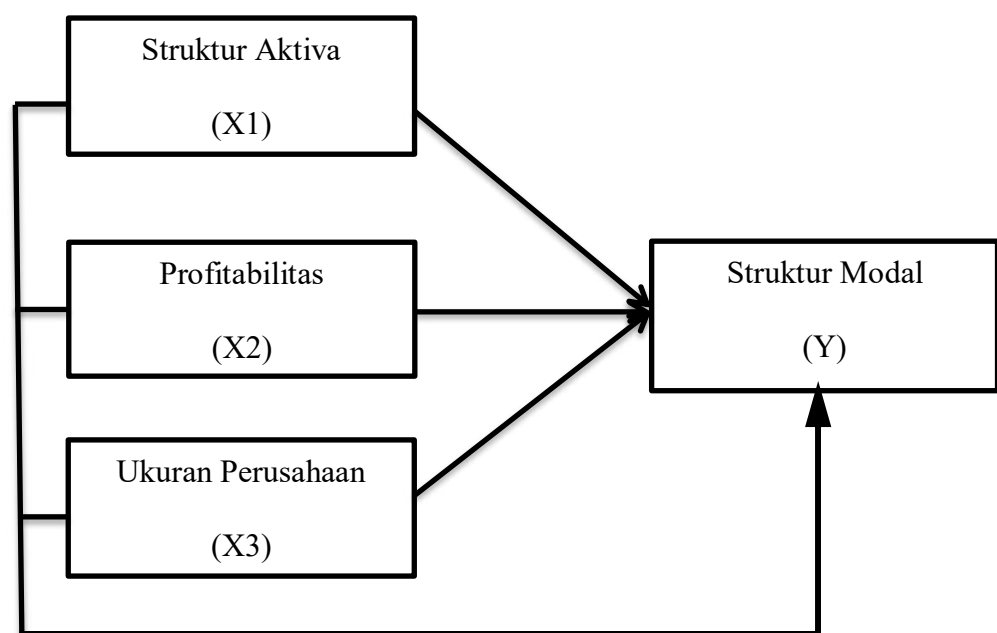 Struktur Aktiva
(X1)
Profitabilitas
(X2)
Ukuran Perusahaan
(X3)
Struktur Modal
(Y)